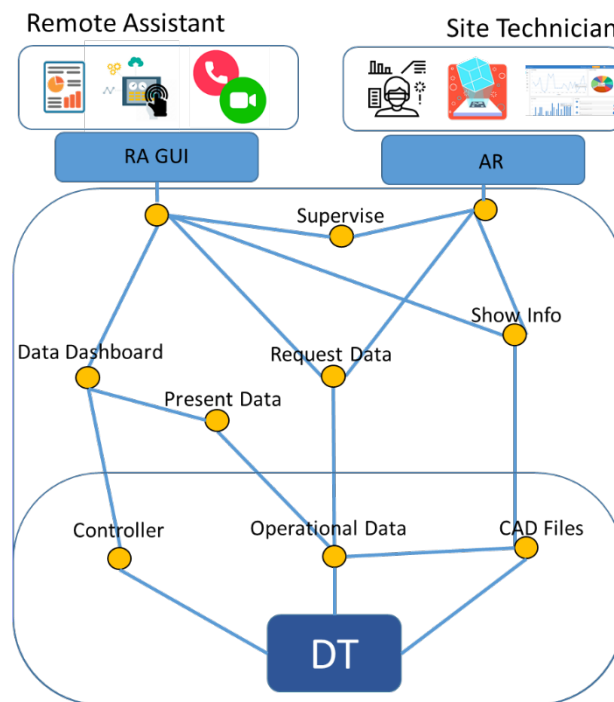 Remote Assistant
Site Technician
RA GUI
AR
Supervise
Show Info
Data Dashboard
Request Data
Present Data
Controller
Operational Data
CAD Files
DT